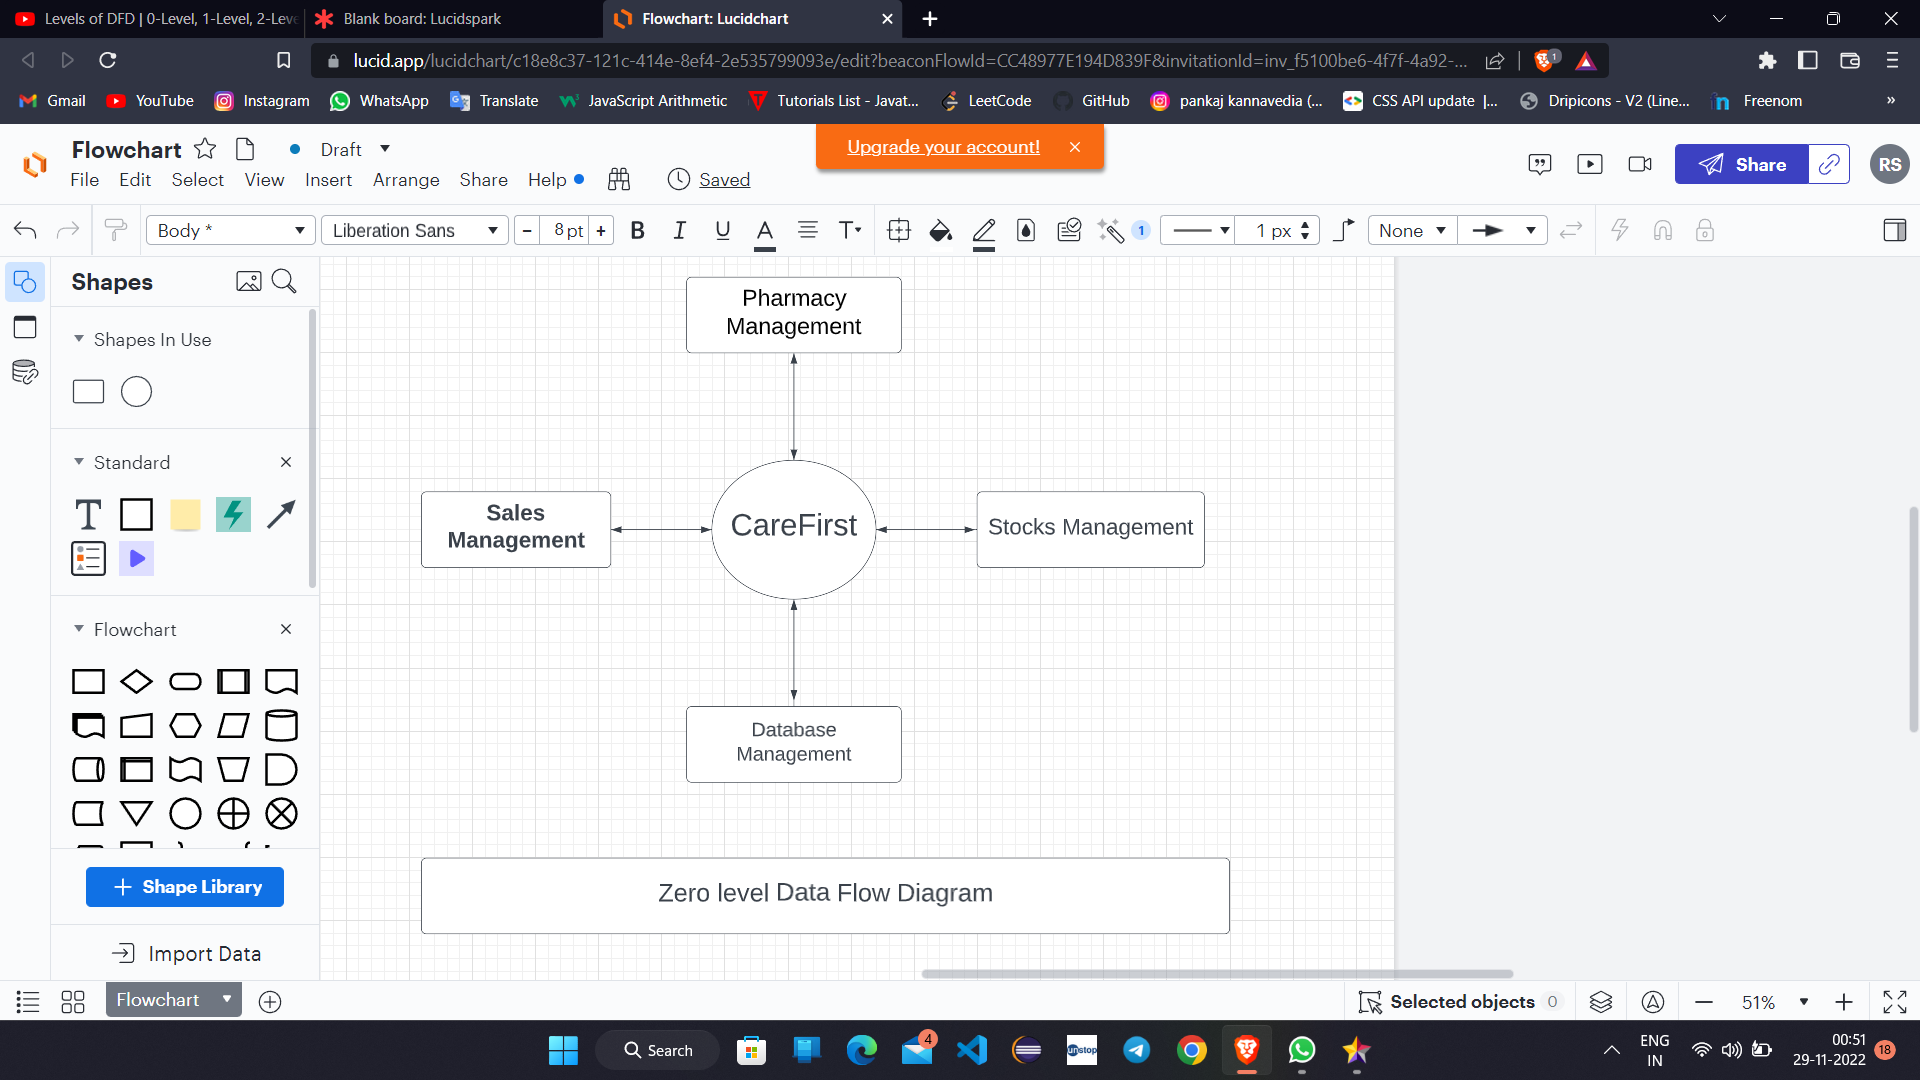 Levels of DFD | 0-Level, 1-Level, 2-Leve
Blank board: Lucidspark
Flowchart: Lucidchart
lucid.app/lucidchart/c18e8c37-121c-414e-8ef4-2e535799093e/edit?beaconFlowId=CC48977E194D839F&invitationId=inv_f5100be6-4f7f-4a92-...
1
Gmail
YouTube
Instagram
WhatsApp
Translate
JavaScript Arithmetic
Tutorials List - Javat...
LeetCode
GitHub
pankaj kannavedia (...
CSS API update |...
Dripicons - V2 (Line...
Freenom
»
Flowchart
Draft
Upgrade your account!
Share
RS
File
Edit
Select
View
Insert
Arrange
Share
Help
Saved
Body *
Liberation Sans
- 8 pt +
B
I
U
A
T
1
1 px
None
Shapes
Shapes In Use
Standard
T
Flowchart
+ Shape Library
Import Data
Pharmacy
Management
Sales
Management
CareFirst
Stocks Management
Database
Management
Zero level Data Flow Diagram
Flowchart
Selected objects 0
51%
Search
4
unstop
ENG
IN
00:51
29-11-2022
18